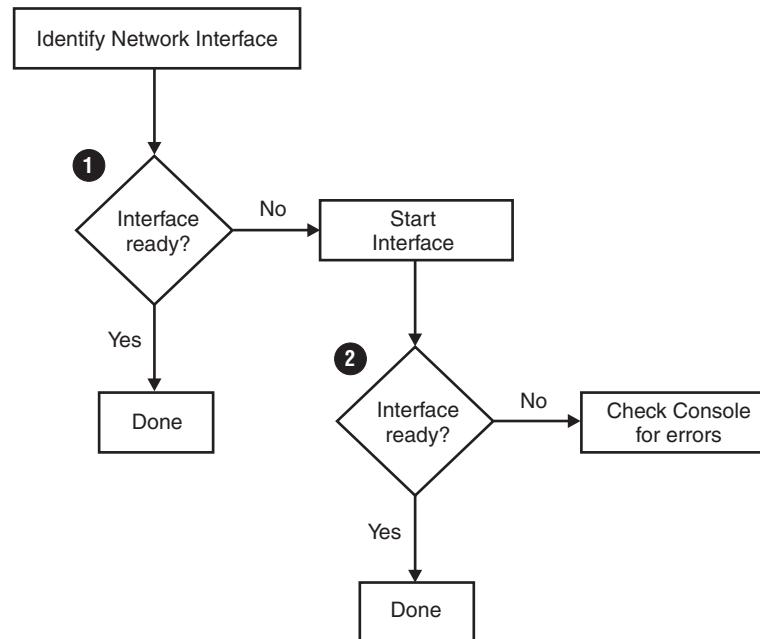 Identify Network Interface
1
Interface
ready?
No
Start
Interface
Yes
2
Done
Interface
ready?
No
Check Console
for errors
Yes
Done